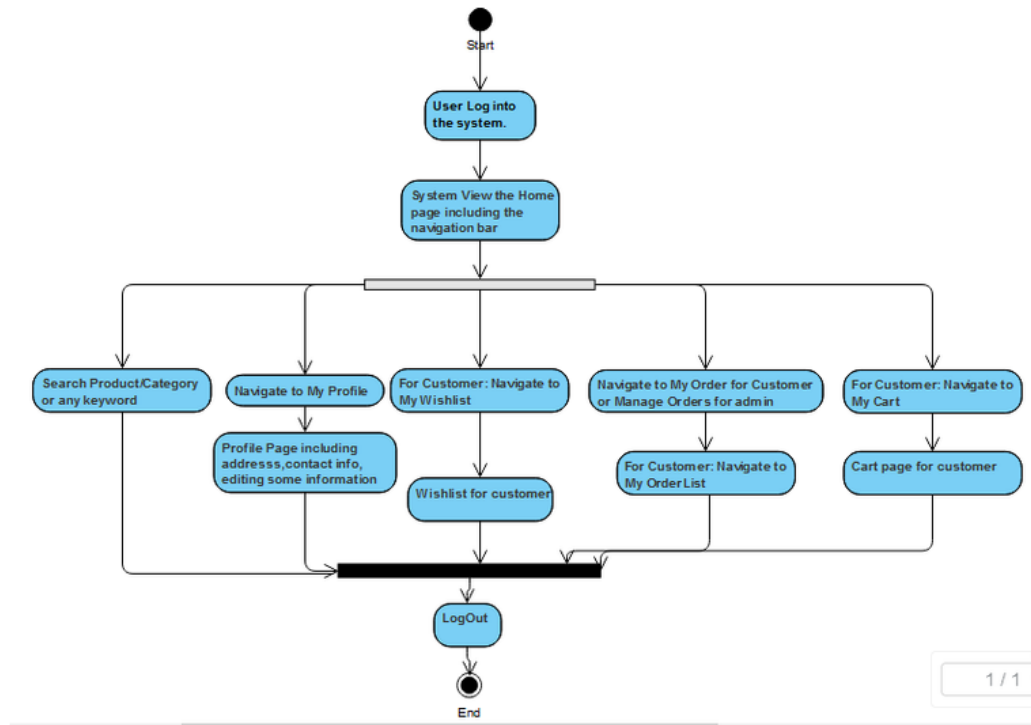 Start
User Log into
the system.
System View the Home
page including the
navigation bar
Search Product/Category
or any keyword
Navigate to My Profile
For Customer: Navigate to
My Wishlist
Navigate to My Order for Customer
or Manage Orders for admin
For Customer: Navigate to
My Cart
Profile Page including
addresss,contact info,
editing some information
Wishlist for customer
For Customer: Navigate to
My Order List
Cart page for customer
LogOut
End
1 / 1